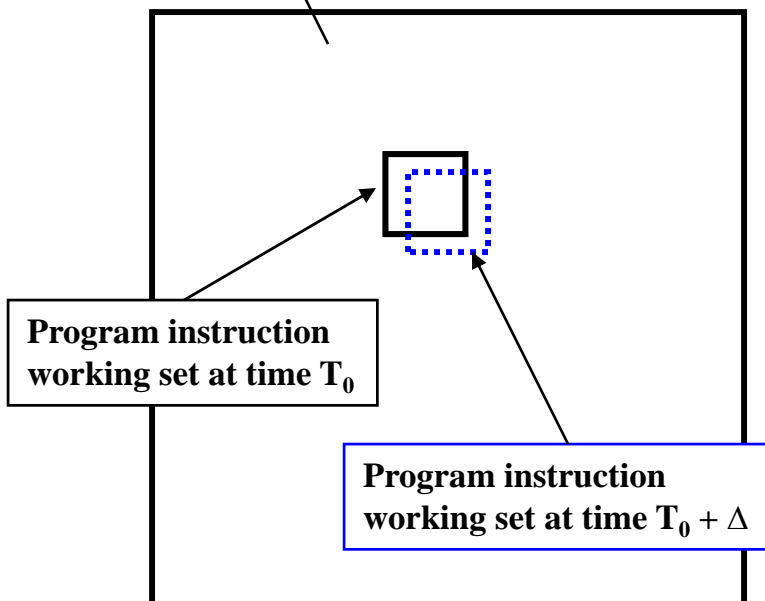 Program instruction
working set at time T₀
Program instruction
working set at time T₀ + Δ